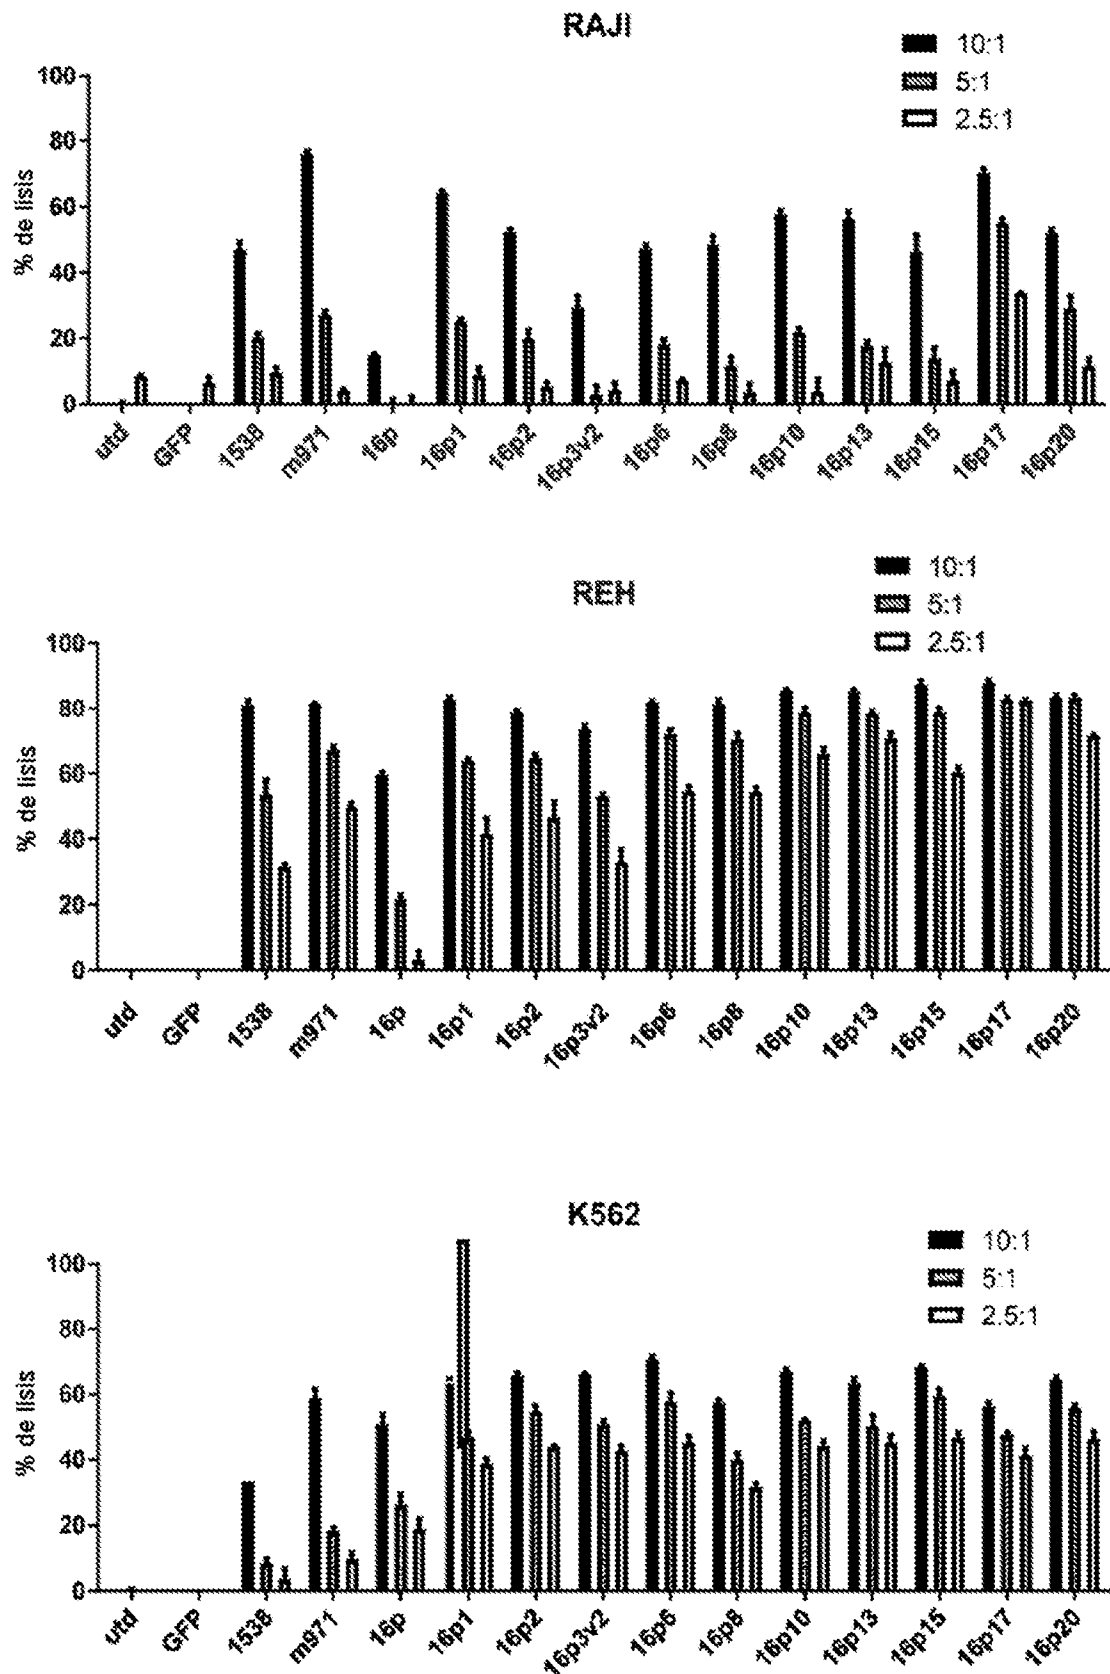 RAJI
10:1
5:1
2.5:1
% de lisis
100
80
60
40
20
0
utd
GFP
1538
m971
16p
16p1
16p2
16p3v2
16p6
16p8
16p10
16p13
16p15
16p17
16p20
REH
10:1
5:1
2.5:1
% de lisis
100
80
60
40
20
0
utd
GFP
1538
m971
16p
16p1
16p2
16p3v2
16p6
16p8
16p10
16p13
16p15
16p17
16p20
K562
10:1
5:1
2.5:1
% de lisis
100
80
60
40
20
0
utd
GFP
1538
m971
16p
16p1
16p2
16p3v2
16p6
16p8
16p10
16p13
16p15
16p17
16p20